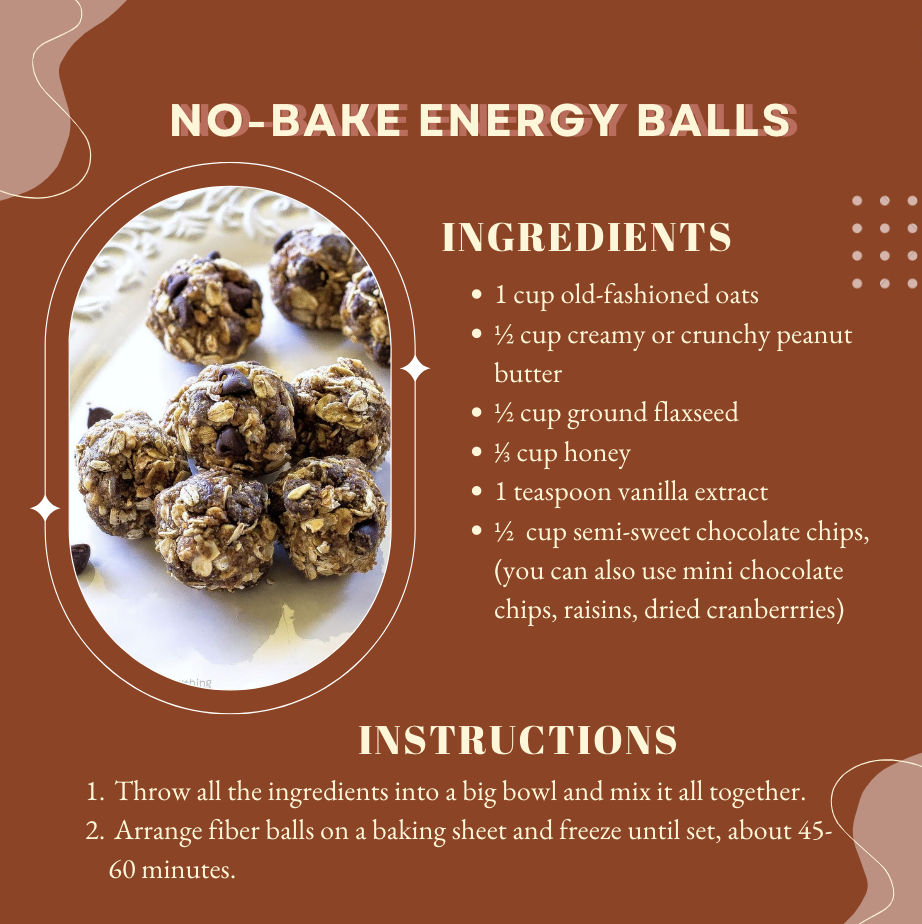 NO-BAKE ENERGY BALLS
INGREDIENTS
• 1 cup old-fashioned oats
• ½ cup creamy or crunchy peanut
butter
• ½ cup ground flaxseed
• ⅓ cup honey
• 1 teaspoon vanilla extract
• ½ cup semi-sweet chocolate chips,
(you can also use mini chocolate
chips, raisins, dried cranberrries)
INSTRUCTIONS
1. Throw all the ingredients into a big bowl and mix it all together.
2. Arrange fiber balls on a baking sheet and freeze until set, about 45-
60 minutes.